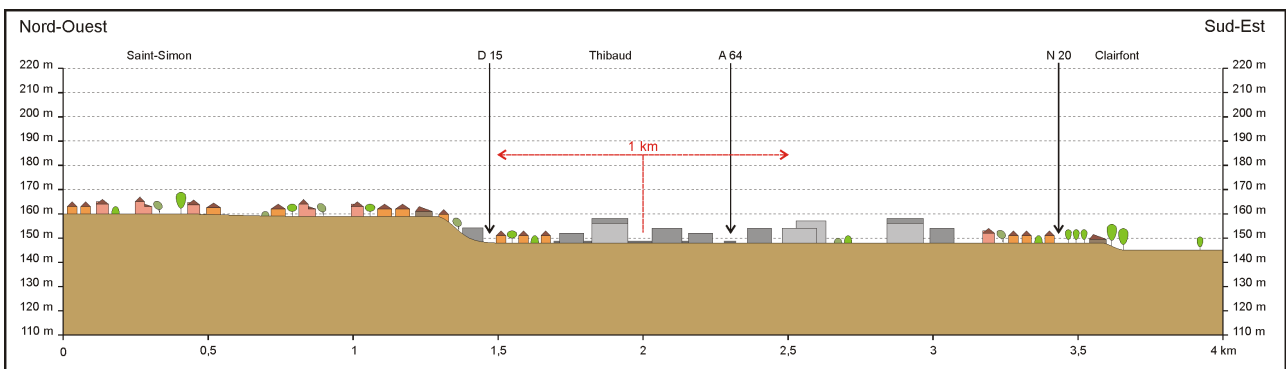 Nord-Ouest Sud-Est
Saint-Simon D 15 Thibaud A 64 N 20 Clairfont
220 m 220 m
210 m 210 m
200 m 200 m
190 m 190 m
1 km
180 m 180 m
170 m 170 m
160 m 160 m
150 m 150 m
140 m 140 m
130 m 130 m
120 m 120 m
110 m 110 m
0 0,5 1 1,5 2 2,5 3 3,5 4 km